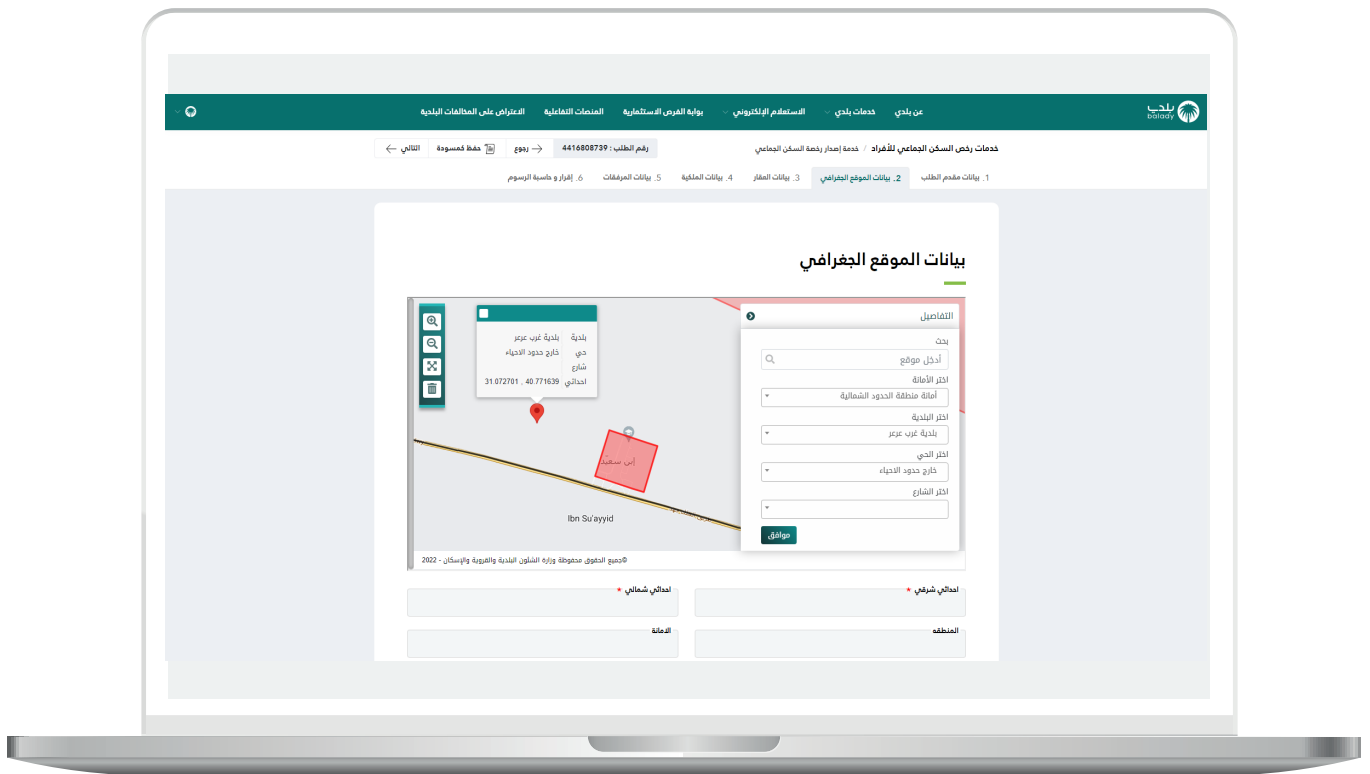 بلدي
balady
عن بلدي
خدمات بلدي
الاستعلام الإلكتروني
بوابة الفرص الاستثمارية
المنصات التفاعلية
الاعتراض على المخالفات البلدية
خدمات رخص السكن الجماعي للأفراد / خدمة إصدار رخصة السكن الجماعي
رقم الطلب : 4416808739
رجوع
حفظ كمسودة
التالي
1. بيانات مقدم الطلب
2. بيانات الموقع الجغرافي
3. بيانات العقار
4. بيانات الملكية
5. بيانات المرفقات
6. إقرار و حاسبة الرسوم
بيانات الموقع الجغرافي
التفاصيل
بحث
أدخل موقع
اختر الأمانة
أمانة منطقة الحدود الشمالية
اختر البلدية
بلدية غرب عرعر
اختر الحي
خارج حدود الاحياء
اختر الشارع
موافق
بلدية بلدية غرب عرعر
حي خارج حدود الاحياء
شارع
احداثي 40.771639 , 31.072701
ابن سعيد
Ibn Su'ayyid
©جميع الحقوق محفوظة وزارة الشئون البلدية والقروية والإسكان - 2022
احداثي شرقي *
احداثي شمالي *
المنطقه
الامانة